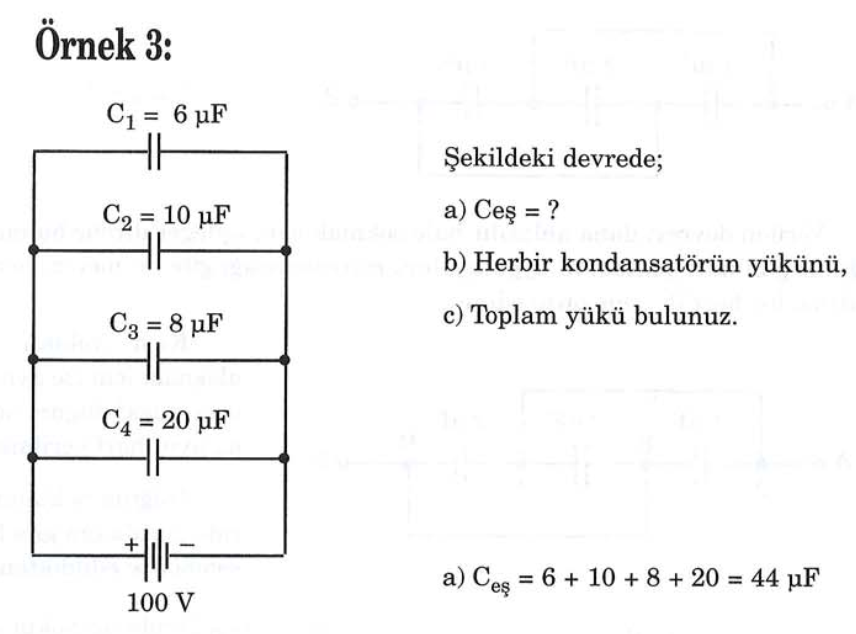 Örnek 3:
C₁ = 6 µF
C₂ = 10 µF
C₃ = 8 µF
C₄ = 20 µF
+ −
100 V
Şekildeki devrede;
a) Ceş = ?
b) Herbir kondansatörün yükünü,
c) Toplam yükü bulunuz.
a) Cₑş = 6 + 10 + 8 + 20 = 44 µF